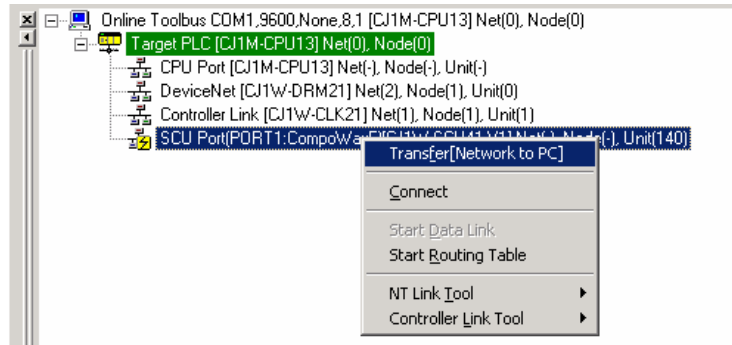 Online Toolbus COM1,9600,None,8,1 [CJ1M-CPU13] Net(0), Node(0)
Target PLC [CJ1M-CPU13] Net(0), Node(0)
CPU Port [CJ1M-CPU13] Net(-), Node(-), Unit(-)
DeviceNet [CJ1W-DRM21] Net(2), Node(1), Unit(0)
Controller Link [CJ1W-CLK21] Net(1), Node(1), Unit(1)
SCU Port(PORT1:CompoWay Unit(140)
Transfer[Network to PC]
Connect
Start Data Link
Start Routing Table
NT Link Tool
Controller Link Tool